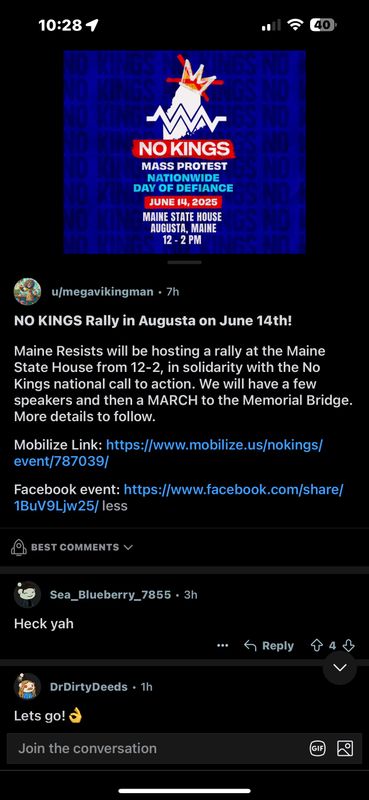 10:28
40
NO KINGS
MASS PROTEST
NATIONWIDE
DAY OF DEFIANCE
JUNE 14, 2025
MAINE STATE HOUSE
AUGUSTA, MAINE
12 - 2 PM
u/megavikingman • 7h
NO KINGS Rally in Augusta on June 14th!
Maine Resists will be hosting a rally at the Maine
State House from 12-2, in solidarity with the No
Kings national call to action. We will have a few
speakers and then a MARCH to the Memorial Bridge.
More details to follow.
Mobilize Link: https://www.mobilize.us/nokings/
event/787039/
Facebook event: https://www.facebook.com/share/
1BuV9Ljw25/ less
BEST COMMENTS
Sea_Blueberry_7855 • 3h
Heck yah
Reply 4
DrDirtyDeeds • 1h
Lets go!👌
Join the conversation
GIF